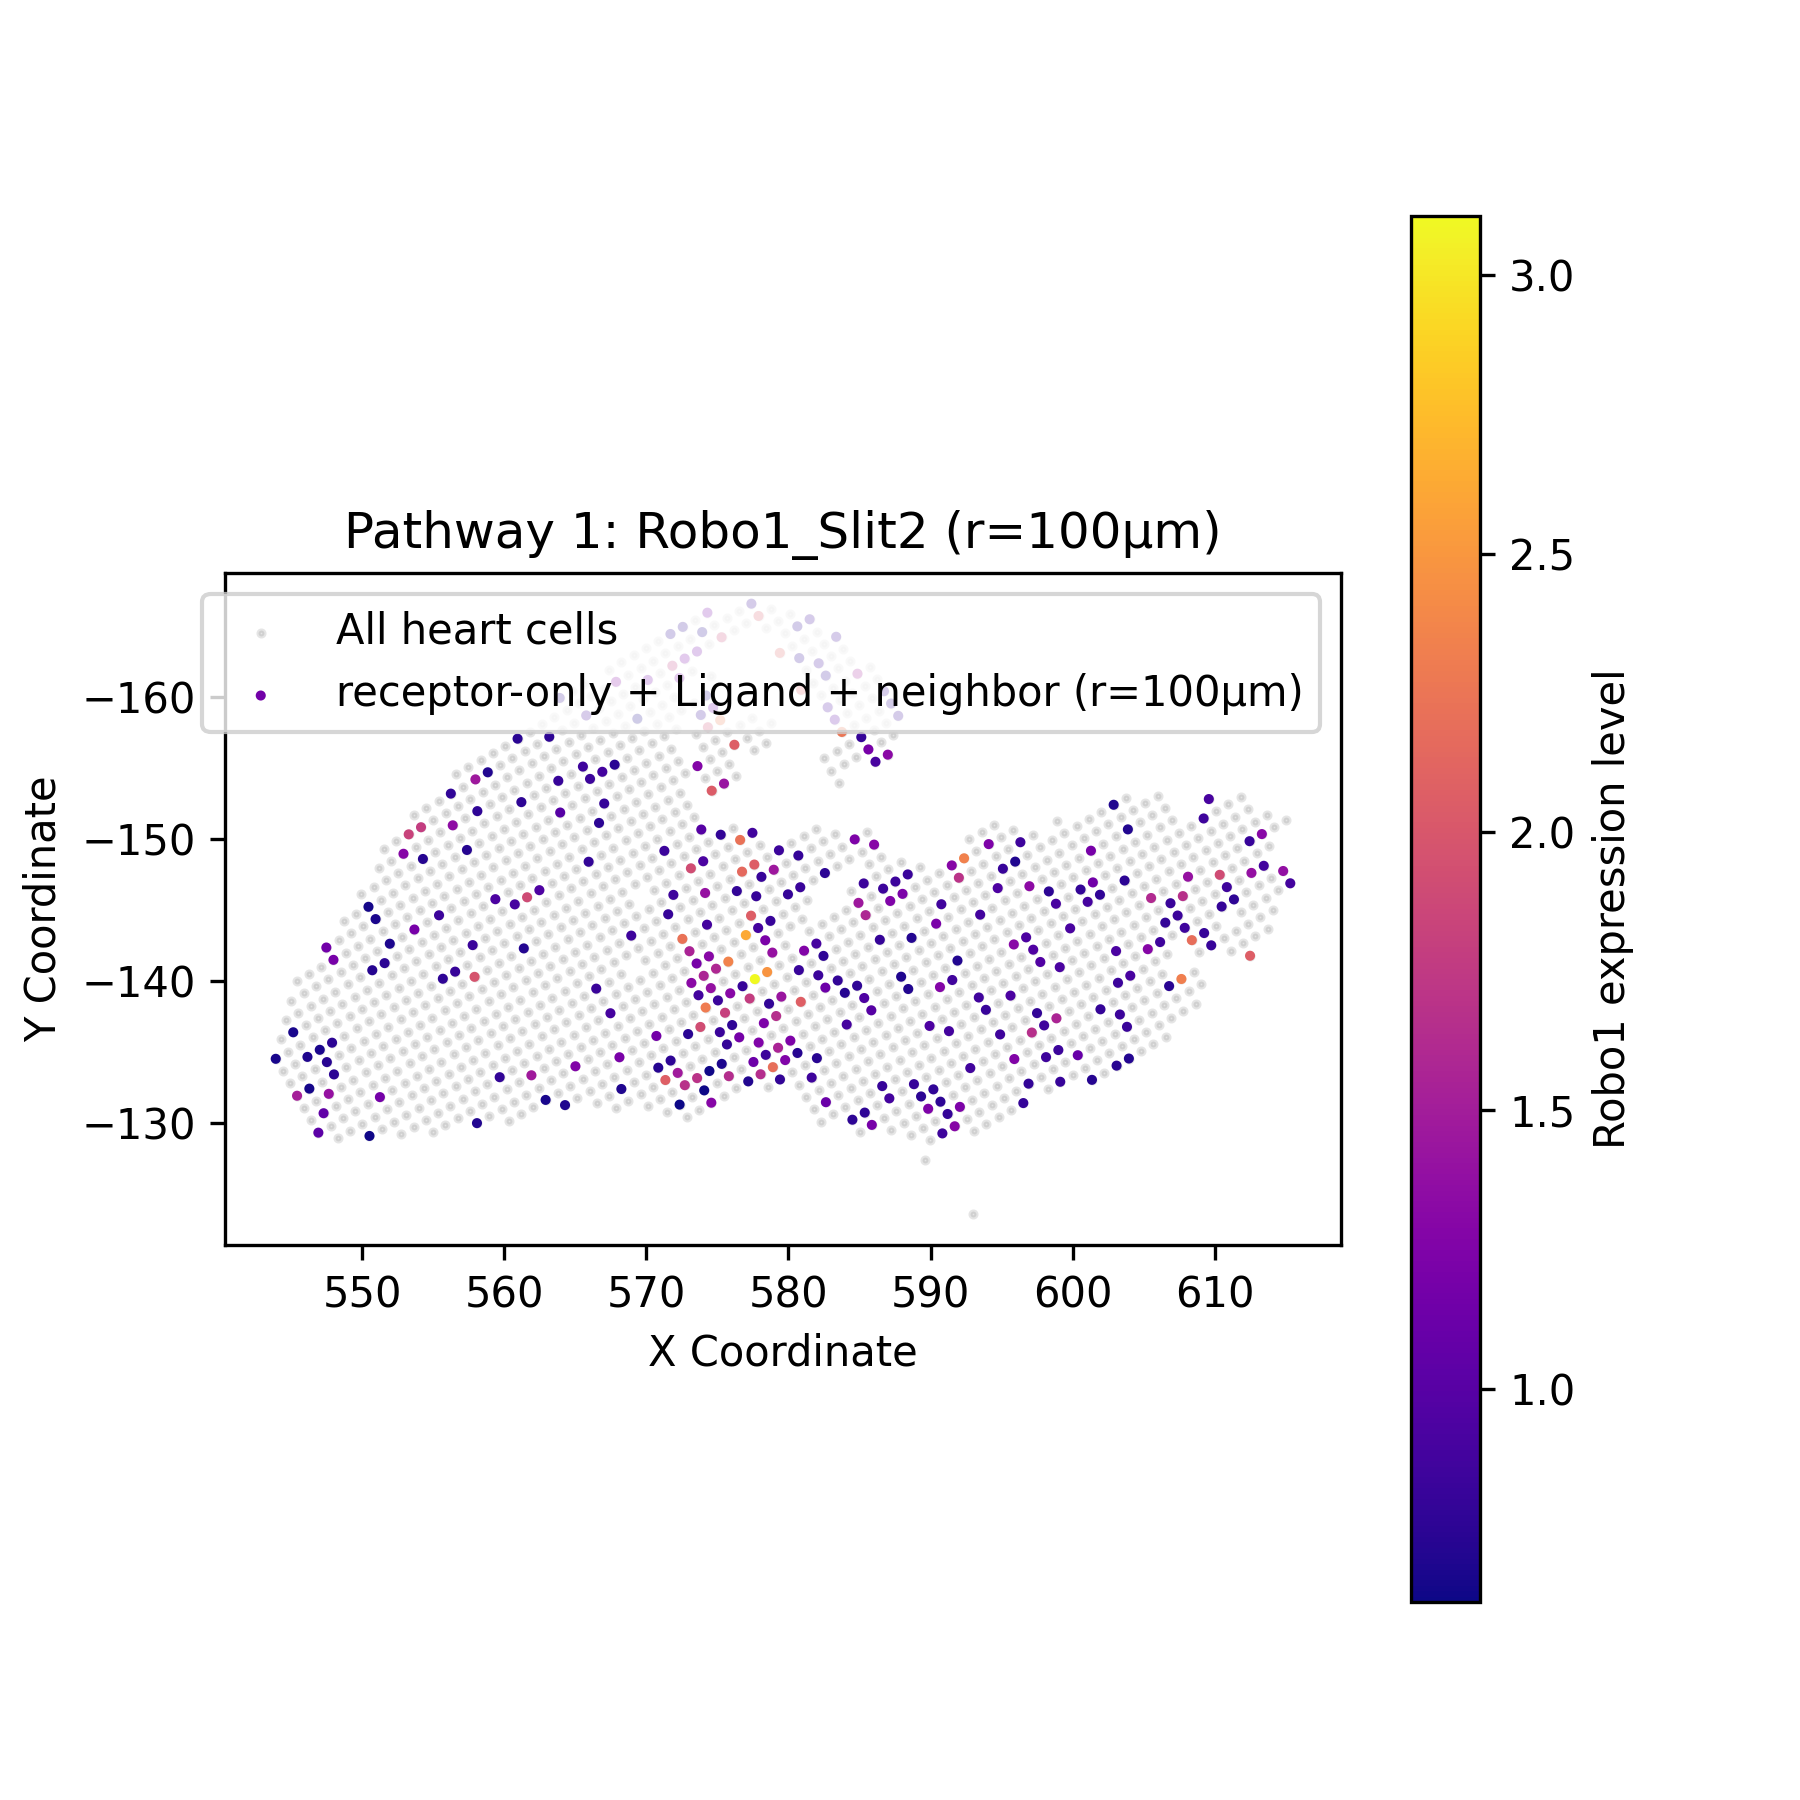 Pathway 1: Robo1_Slit2 (r=100μm)
All heart cells
receptor-only + Ligand + neighbor (r=100μm)
−160
−150
−140
−130
Y Coordinate
550 560 570 580 590 600 610
X Coordinate
3.0
2.5
2.0
1.5
1.0
Robo1 expression level